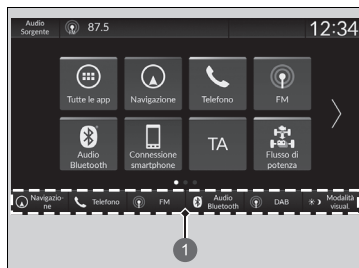 Audio
Sorgente
87.5
12:34
Tutte le app
Navigazione
Telefono
FM
Audio
Bluetooth
Connessione
smartphone
TA
Flusso di
potenza
Navigazio-
ne
Telefono
FM
Audio
Bluetooth
DAB
Modalità
visual.
1